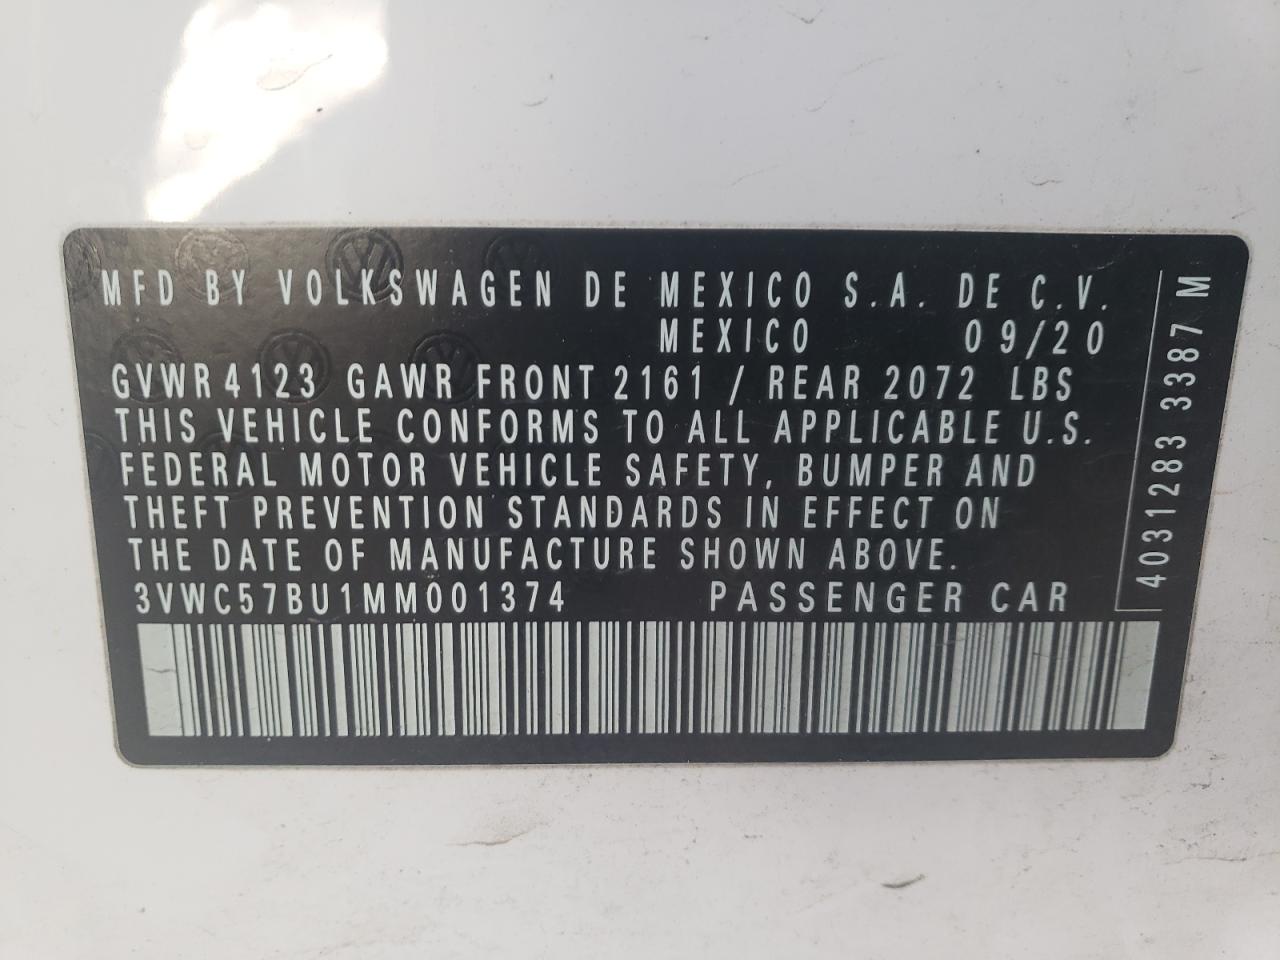 MFD BY VOLKSWAGEN DE MEXICO S.A. DE C.V.
MEXICO 09/20
GVWR 4123 GAWR FRONT 2161 / REAR 2072 LBS
THIS VEHICLE CONFORMS TO ALL APPLICABLE U.S.
FEDERAL MOTOR VEHICLE SAFETY, BUMPER AND
THEFT PREVENTION STANDARDS IN EFFECT ON
THE DATE OF MANUFACTURE SHOWN ABOVE.
3VWC57BU1MM001374 PASSENGER CAR
4031283 3387 M